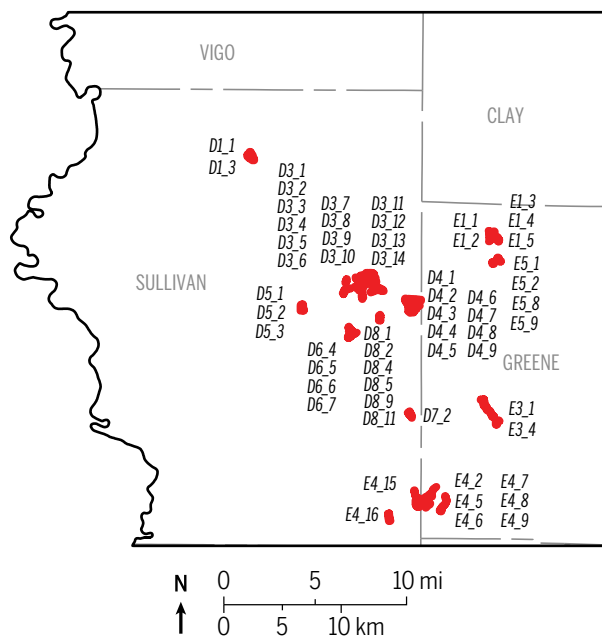 VIGO
CLAY
D1_1
D1_3
D3_1
D3_2
D3_3
D3_4
D3_5
D3_6
D3_7
D3_8
D3_9
D3_10
D3_11
D3_12
D3_13
D3_14
E1_1
E1_2
E1_3
E1_4
E1_5
E5_1
E5_2
E5_8
E5_9
SULLIVAN
D5_1
D5_2
D5_3
D4_1
D4_2
D4_3
D4_4
D4_5
D4_6
D4_7
D4_8
D4_9
GREENE
D6_4
D6_5
D6_6
D6_7
D8_1
D8_2
D8_4
D8_5
D8_9
D8_11
D7_2
E3_1
E3_4
E4_15
E4_16
E4_2
E4_5
E4_6
E4_7
E4_8
E4_9
N
0 5 10 mi
0 5 10 km